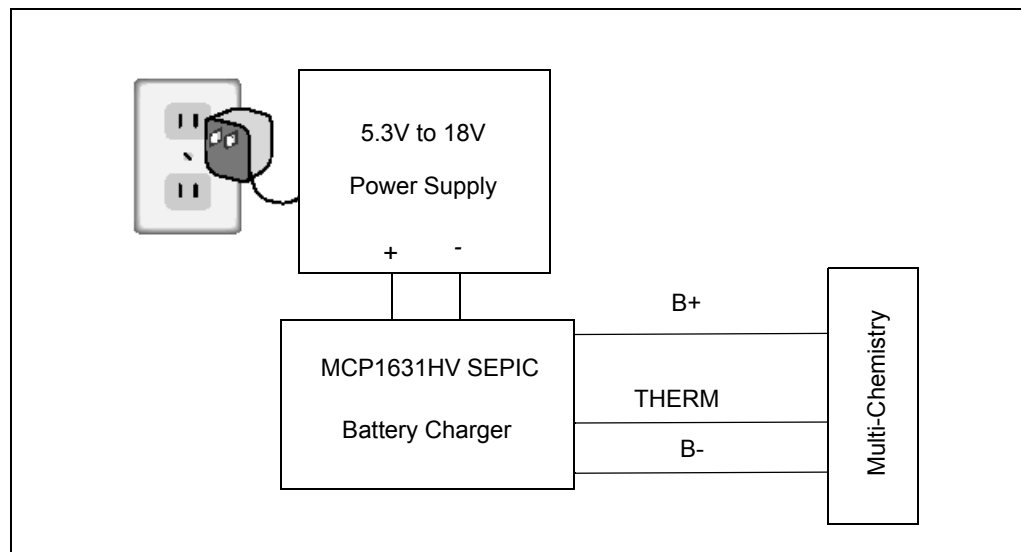 5.3V to 18V
Power Supply
+ -
B+
MCP1631HV SEPIC
Battery Charger
THERM
B-
Multi-Chemistry